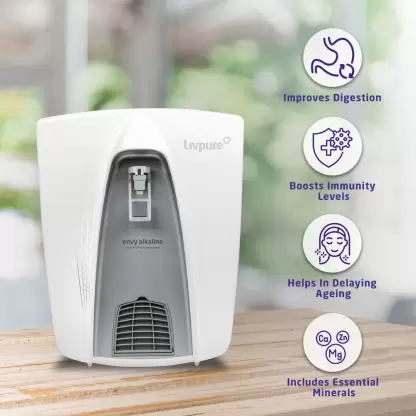 Livpure
envy alkaline
Improves Digestion
Boosts Immunity
Levels
Helps In Delaying
Ageing
Ca Zn
Mg
Includes Essential
Minerals